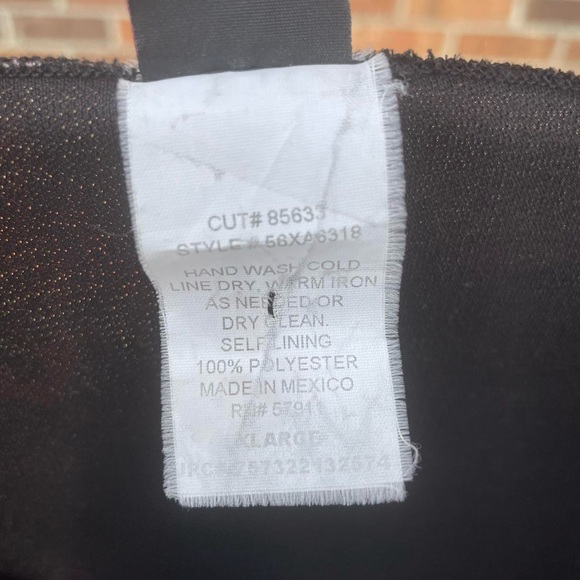 CUT# 85633
STYLE # 56XA6318
HAND WASH COLD
LINE DRY, WARM IRON
AS NEEDED OR
DRY CLEAN.
SELF LINING
100% POLYESTER
MADE IN MEXICO
RN# 57911
XLARGE